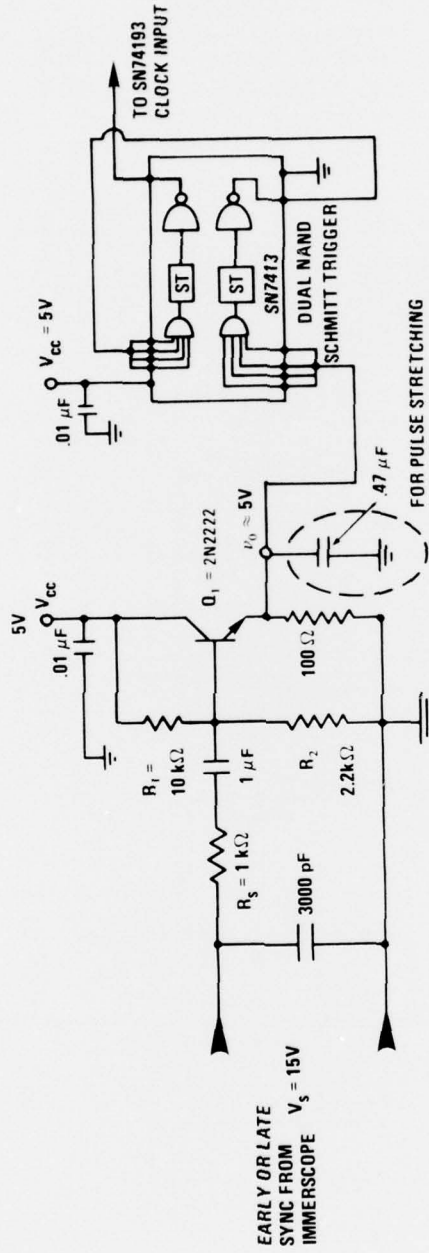 EARLY OR LATE
SYNC FROM
IMMERSCOPE
V_s = 15V
3000 pF
R_s = 1 kΩ
1 μF
R_1 =
10 kΩ
R_2
2.2kΩ
.01 μF
5V
V_cc
Q_1 = 2N2222
100 Ω
ν_0 ≈ 5V
.47 μF
FOR PULSE STRETCHING
.01 μF
V_cc = 5V
ST
ST
SN7413
DUAL NAND
SCHMITT TRIGGER
TO SN74193
CLOCK INPUT